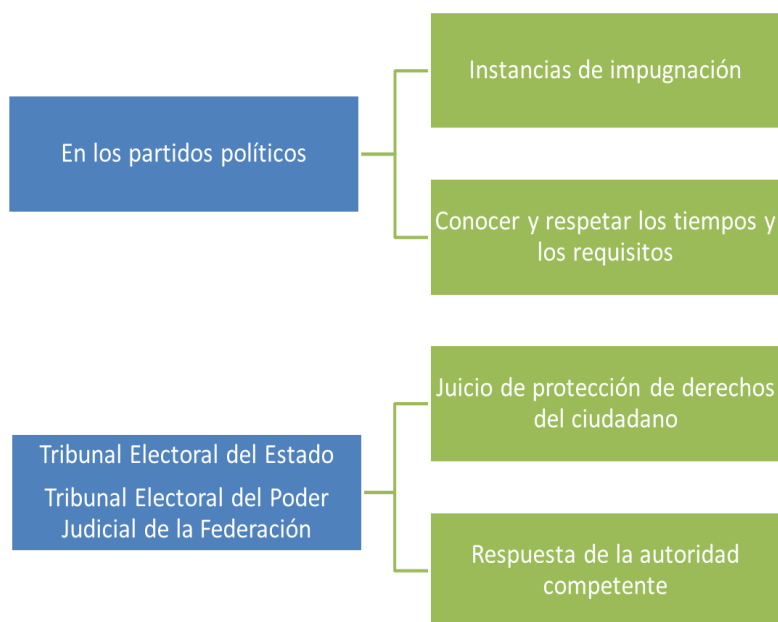 Instancias de impugnación
En los partidos políticos
Conocer y respetar los tiempos y
los requisitos
Juicio de protección de derechos
del ciudadano
Tribunal Electoral del Estado
Tribunal Electoral del Poder
Judicial de la Federación
Respuesta de la autoridad
competente